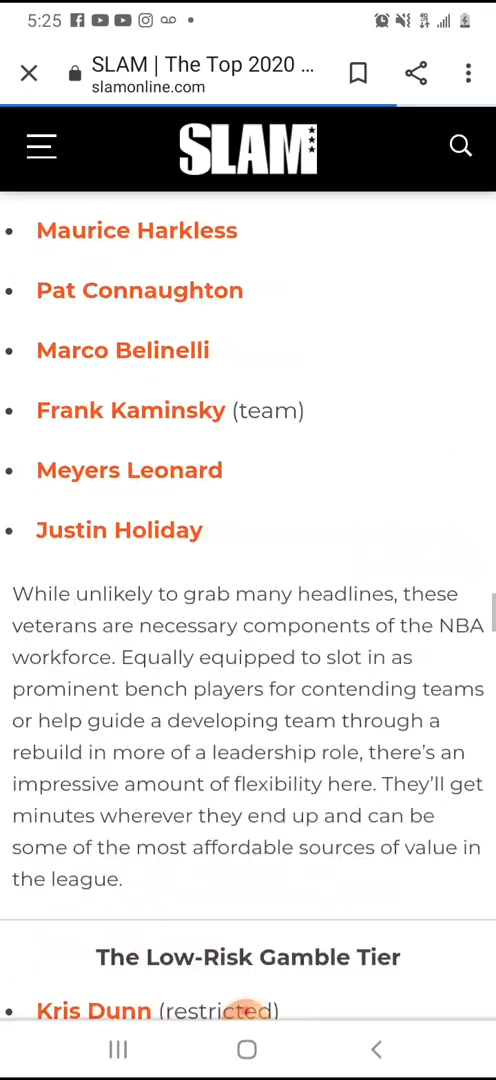 5:25
SLAM | The Top 2020 ...
slamonline.com
SLAM
Maurice Harkless
Pat Connaughton
Marco Belinelli
Frank Kaminsky (team)
Meyers Leonard
Justin Holiday
While unlikely to grab many headlines, these
veterans are necessary components of the NBA
workforce. Equally equipped to slot in as
prominent bench players for contending teams
or help guide a developing team through a
rebuild in more of a leadership role, there's an
impressive amount of flexibility here. They'll get
minutes wherever they end up and can be
some of the most affordable sources of value in
the league.
The Low-Risk Gamble Tier
Kris Dunn (restricted)